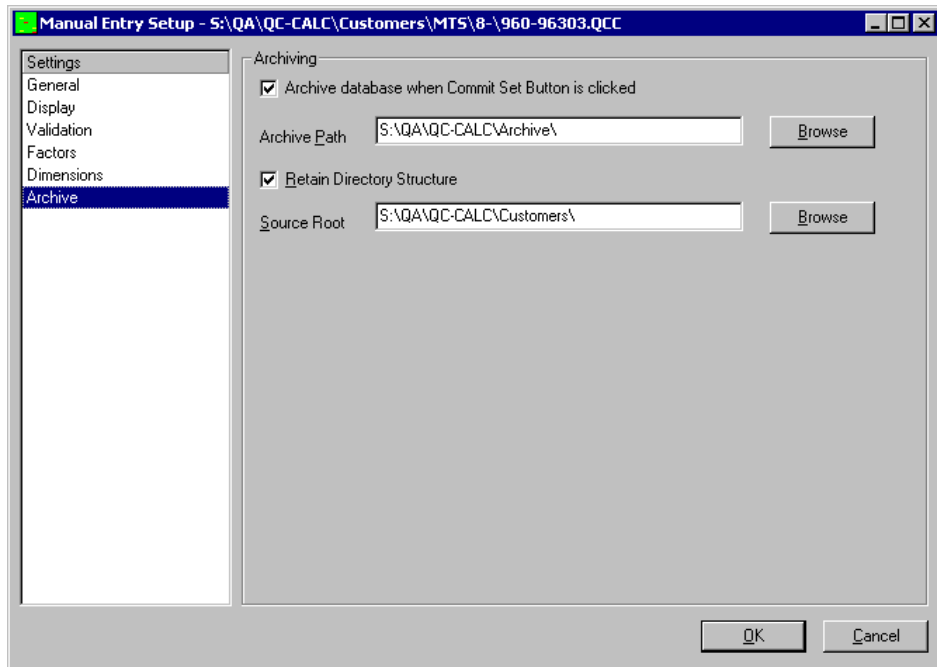 Manual Entry Setup - S:\QA\QC-CALC\Customers\MTS\8-\960-96303.QCC
Settings
General
Display
Validation
Factors
Dimensions
Archive
Archiving
Archive database when Commit Set Button is clicked
Archive Path S:\QA\QC-CALC\Archive\ Browse
Retain Directory Structure
Source Root S:\QA\QC-CALC\Customers\ Browse
OK Cancel